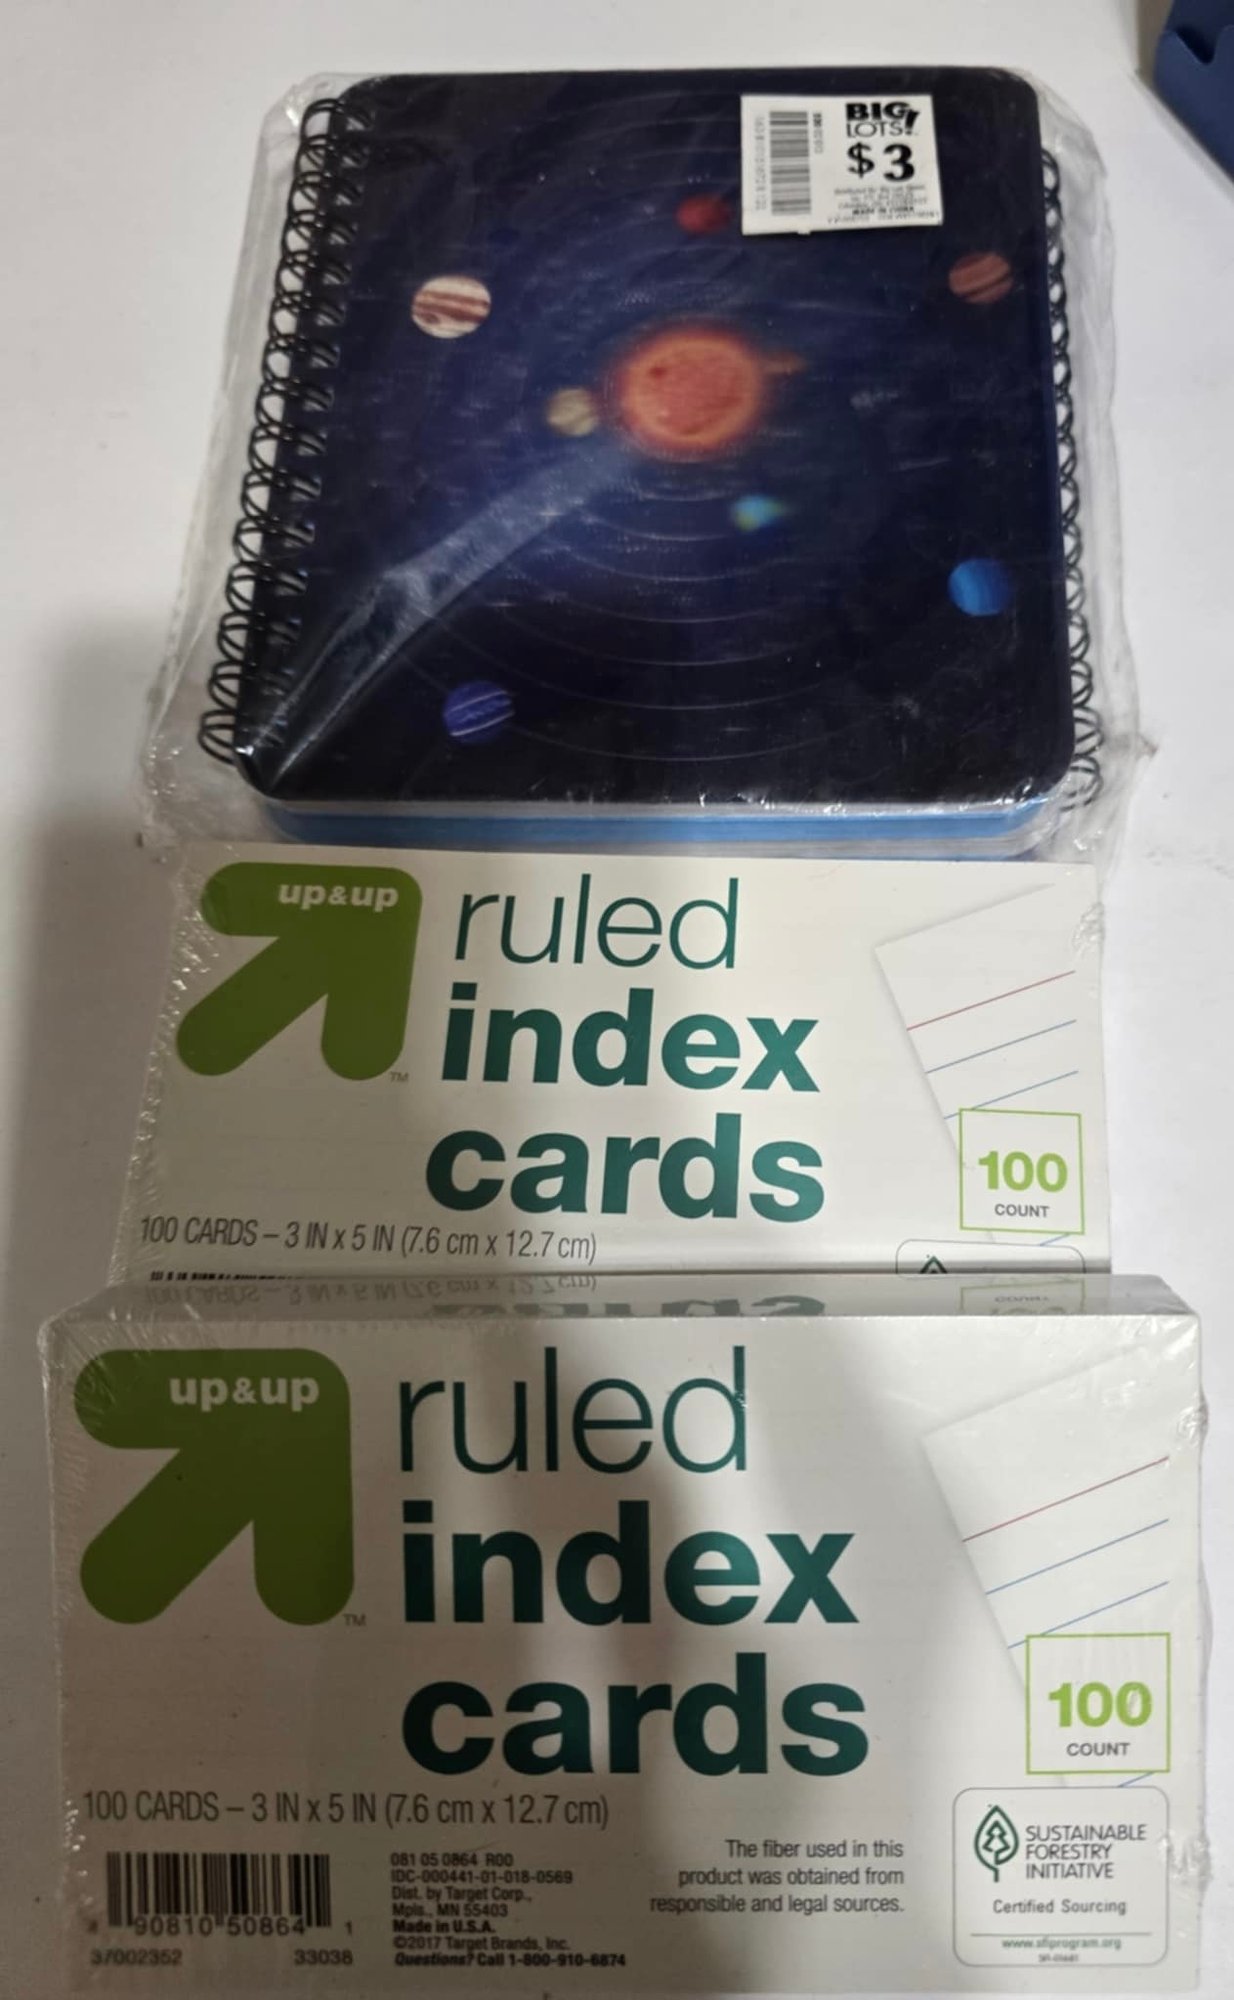 BIG
LOTS!
$3
MADE IN CHINA
up&up
ruled
index
cards
TM
100
COUNT
100 CARDS – 3 IN x 5 IN (7.6 cm x 12.7 cm)
up&up
ruled
index
cards
TM
100
COUNT
100 CARDS – 3 IN x 5 IN (7.6 cm x 12.7 cm)
081 05 0864 R00
IDC-000441-01-018-0569
Dist. by Target Corp.,
Mpls., MN 55403
Made in U.S.A.
©2017 Target Brands, Inc.
Questions? Call 1-800-910-6874
90810 50864 1
37002352 33038
The fiber used in this
product was obtained from
responsible and legal sources.
SUSTAINABLE
FORESTRY
INITIATIVE
Certified Sourcing
www.sfiprogram.org